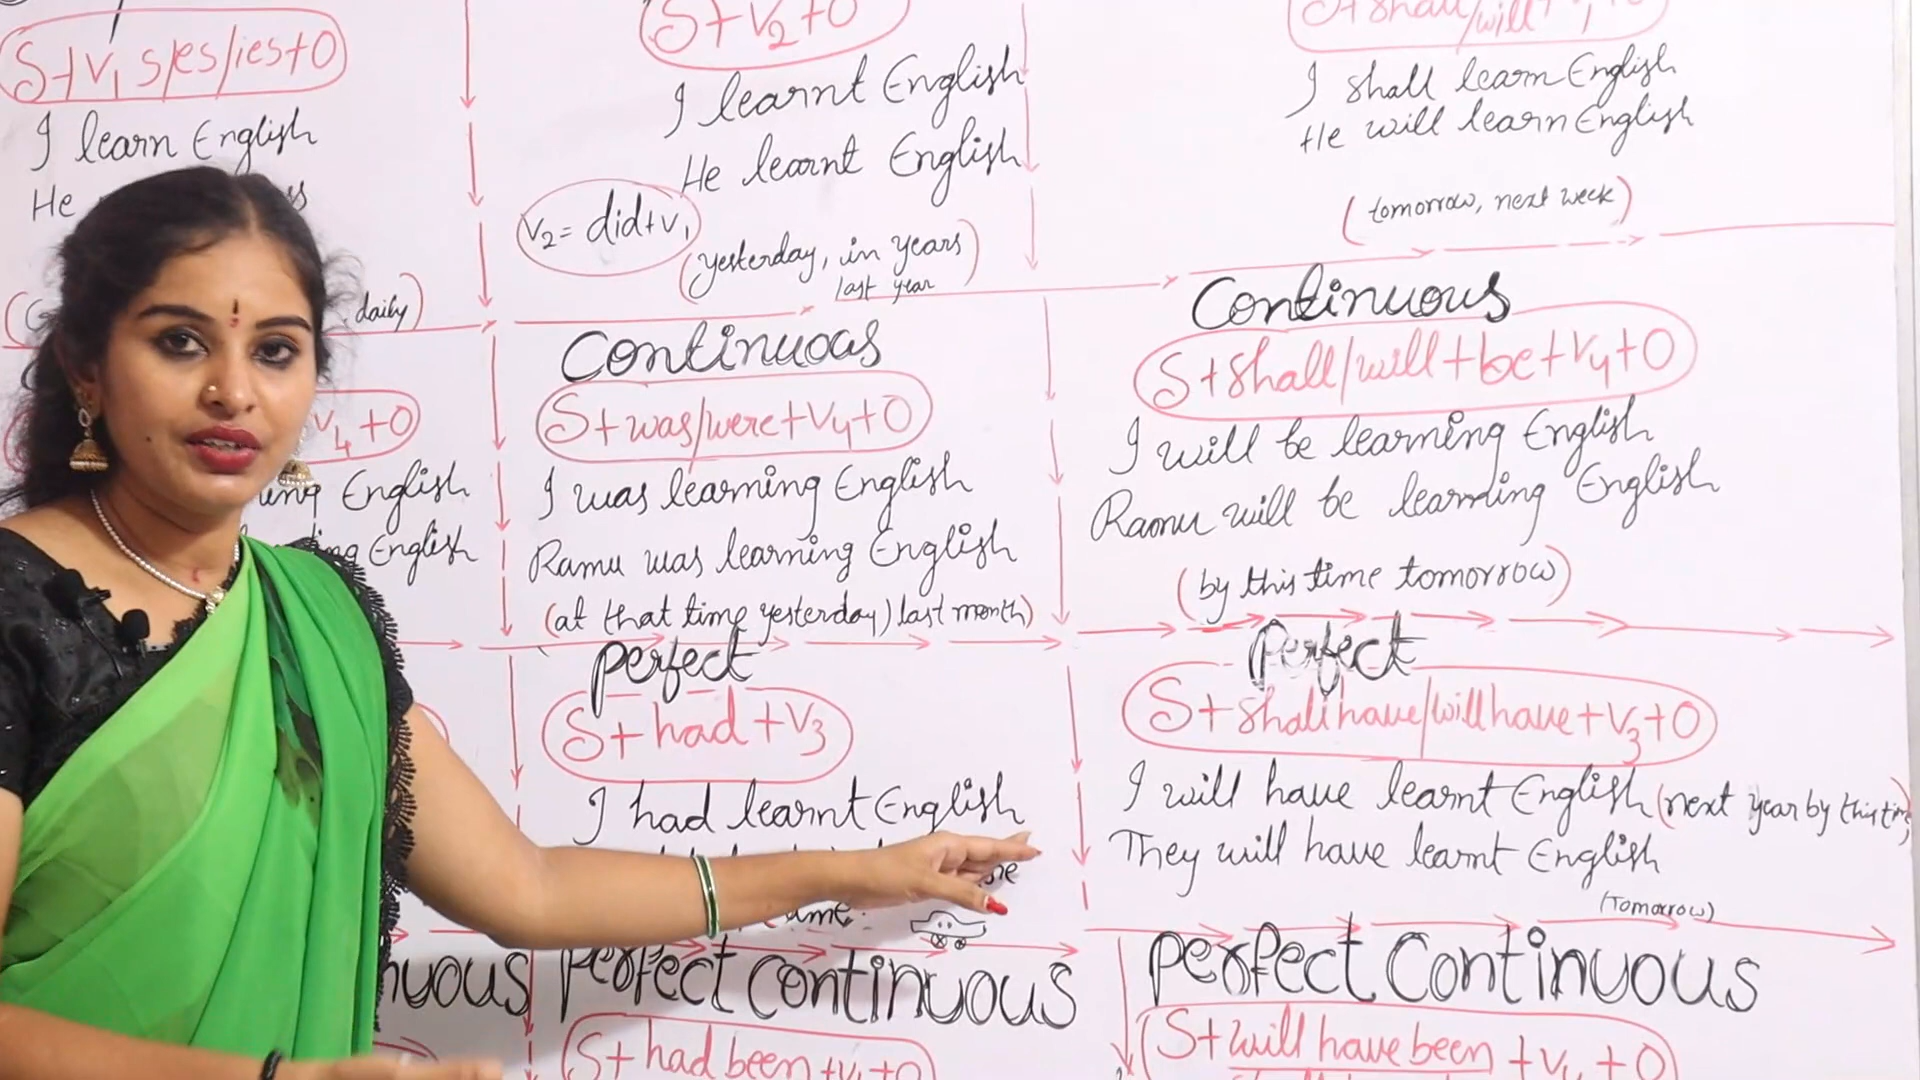 S+V1 s/es/ies+O
I learn English
He
daily)
V4+O
English
English
nuous
S+V2+O
I learnt English
He learnt English
V2= did+V1
(yesterday, in years)
last year
Continuous
S+was/were+V4+O
I was learning English
Ramu was learning English
(at that time yesterday) last month)
Perfect
S+had+V3
I had learnt English
Perfect Continuous
S+had been+V4+O
S+shall/will+V1+O
I shall learn English
He will learn English
(tomorrow, next week)
Continuous
S+shall/will+be+V4+O
I will be learning English
Ramu will be learning English
(by this time tomorrow)
Perfect
S+shall have/will have+V3+O
I will have learnt English (next year by this tim
They will have learnt English
(Tomorrow)
Perfect Continuous
S+will have been+V4+O